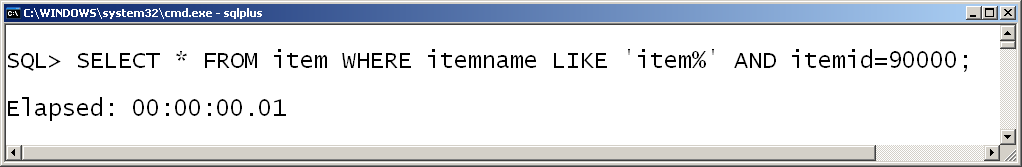 C:\WINDOWS\system32\cmd.exe - sqlplus
SQL> SELECT * FROM item WHERE itemname LIKE 'item%' AND itemid=90000;
Elapsed: 00:00:00.01